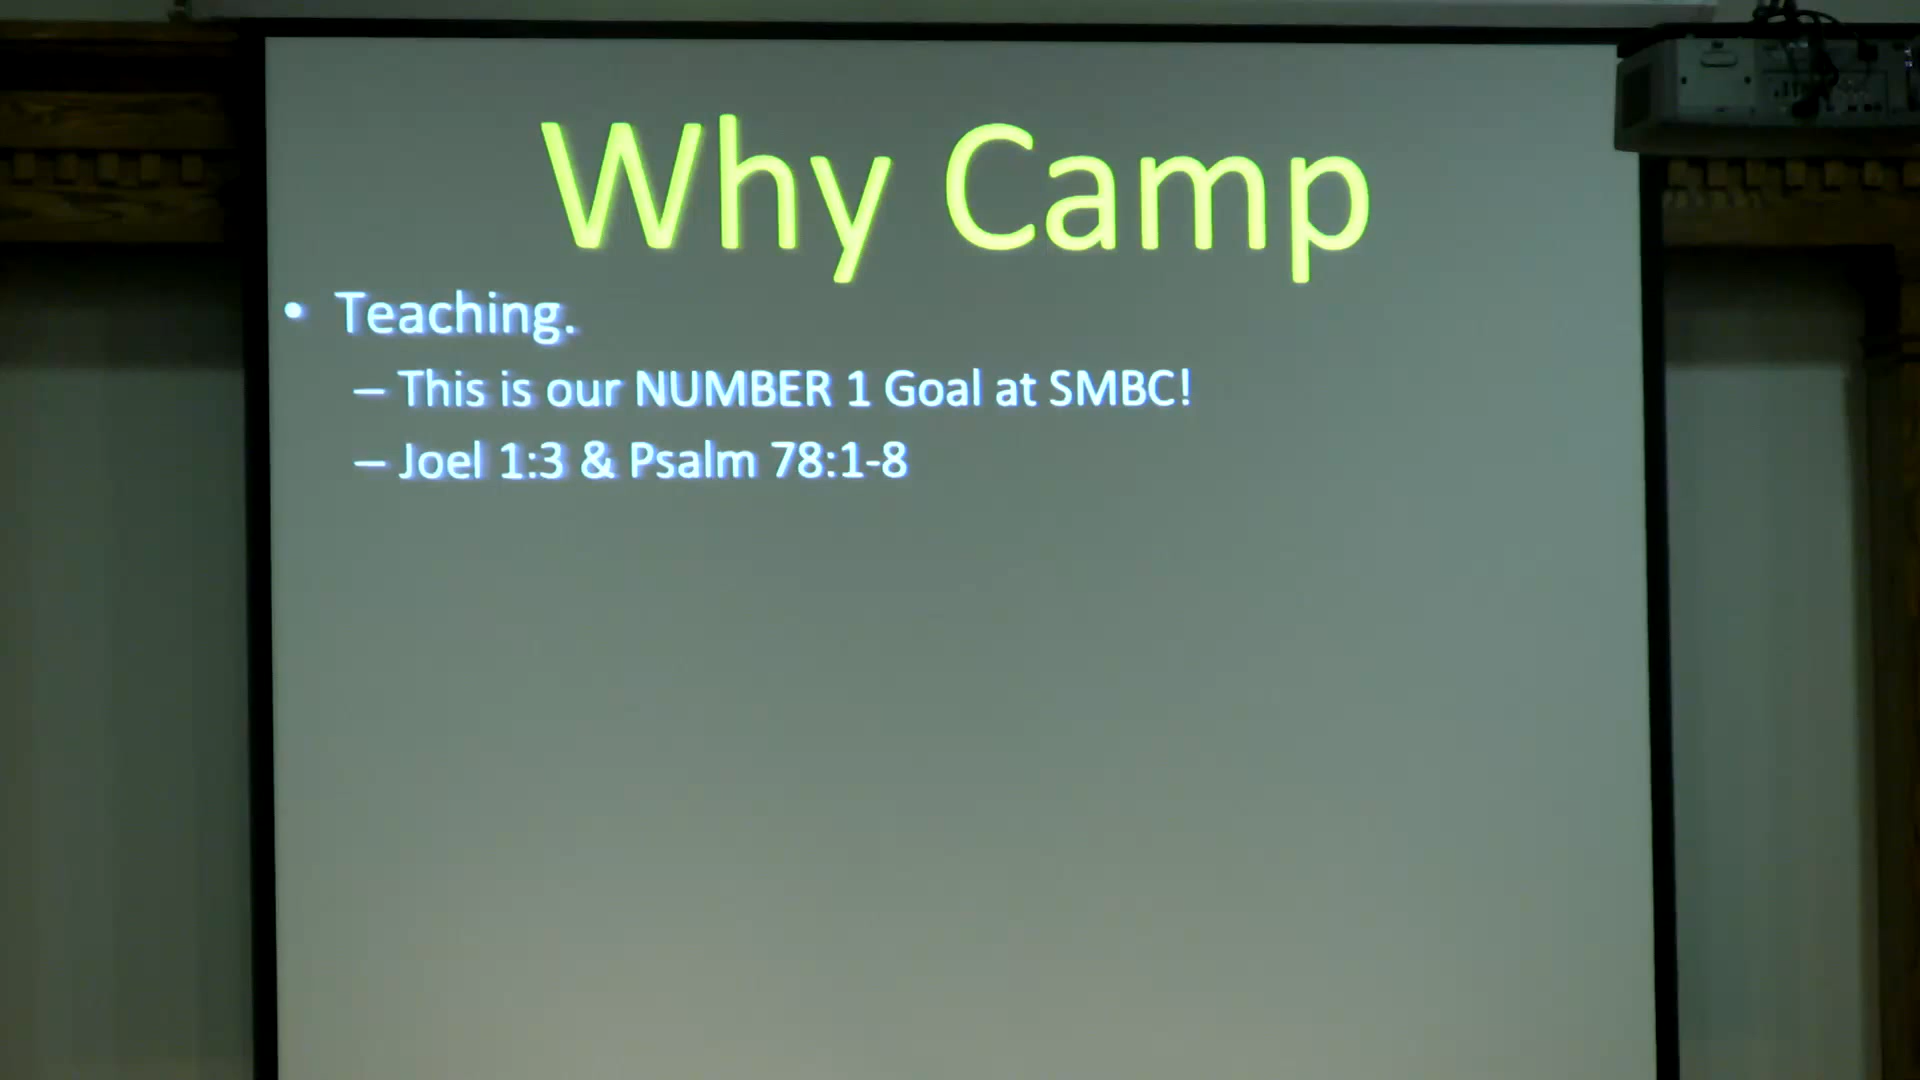 Why Camp
• Teaching.
– This is our NUMBER 1 Goal at SMBC!
– Joel 1:3 & Psalm 78:1-8